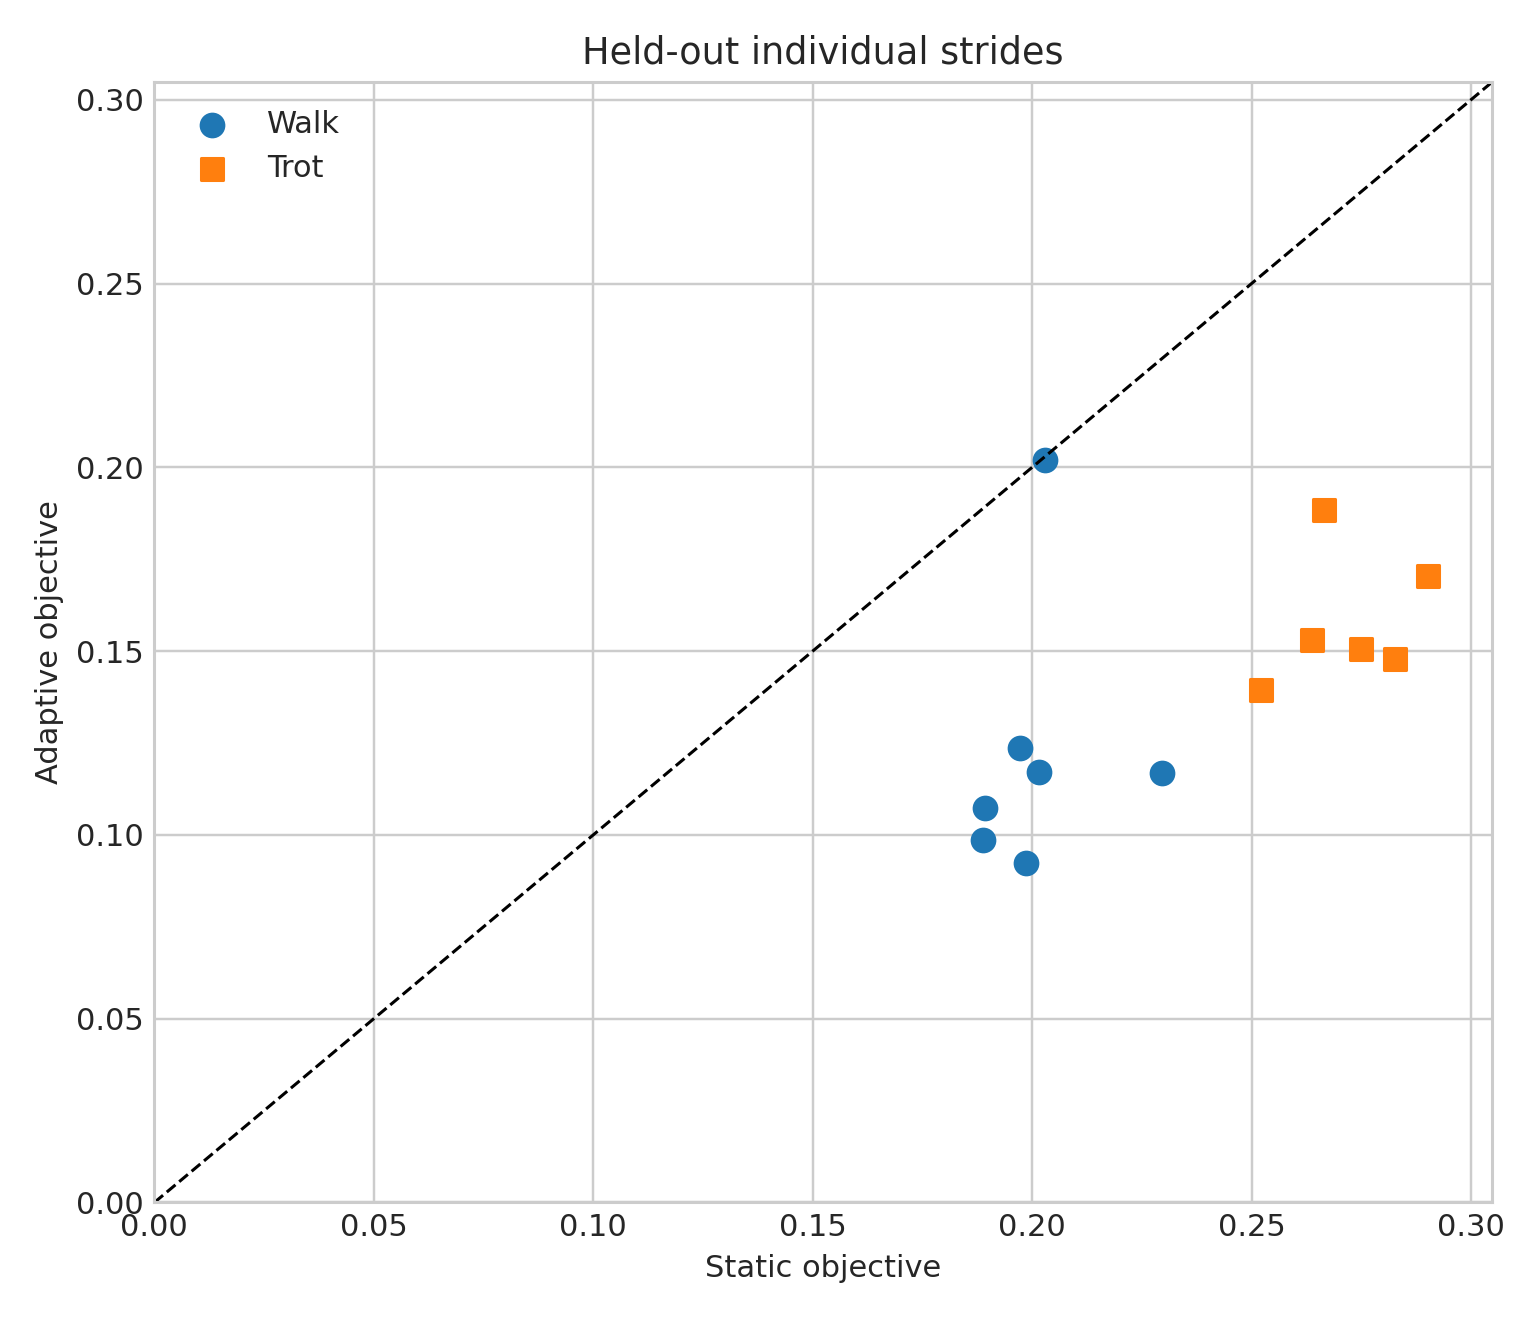 Held-out individual strides
Walk
Trot
0.30
0.25
0.20
0.15
0.10
0.05
0.00
Adaptive objective
0.00 0.05 0.10 0.15 0.20 0.25 0.30
Static objective